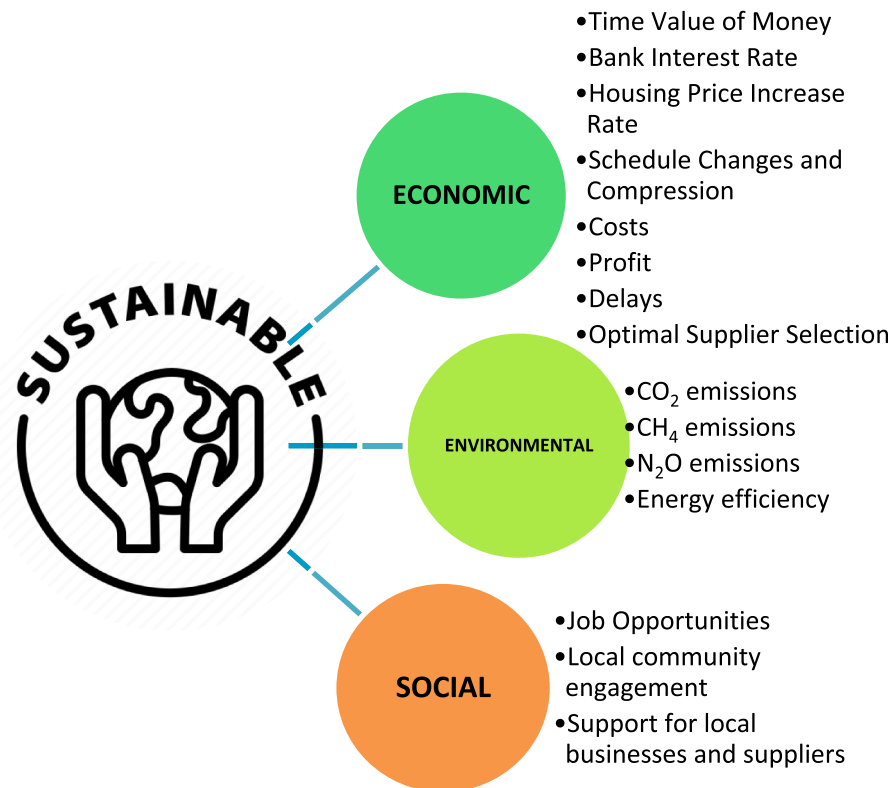 SUSTAINABLE
ECONOMIC
•Time Value of Money
•Bank Interest Rate
•Housing Price Increase
Rate
•Schedule Changes and
Compression
•Costs
•Profit
•Delays
•Optimal Supplier Selection
ENVIRONMENTAL
•CO₂ emissions
•CH₄ emissions
•N₂O emissions
•Energy efficiency
SOCIAL
•Job Opportunities
•Local community
engagement
•Support for local
businesses and suppliers